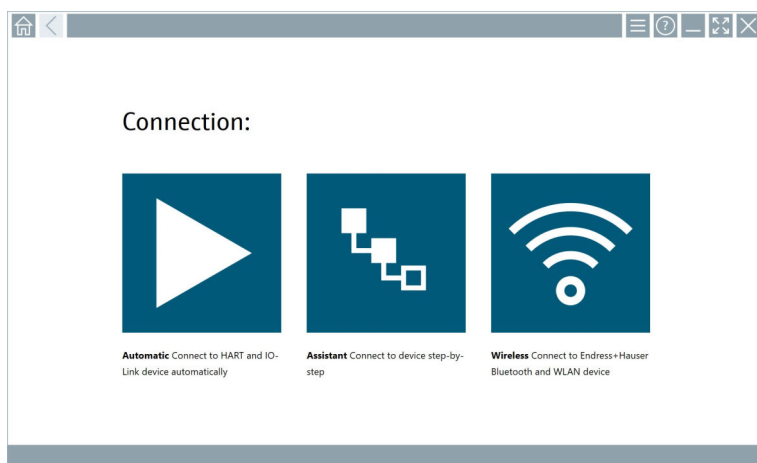 Connection:
Automatic Connect to HART and IO-
Link device automatically
Assistant Connect to device step-by-
step
Wireless Connect to Endress+Hauser
Bluetooth and WLAN device